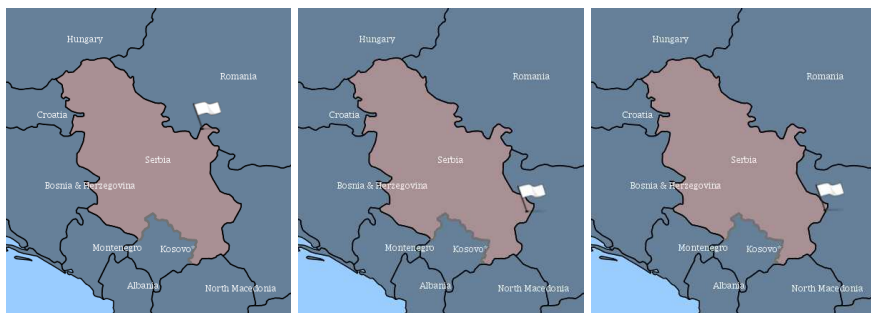 Hungary
Romania
Croatia
Serbia
Bosnia & Herzegovina
Montenegro
Kosovo*
Albania
North Macedonia
Hungary
Romania
Croatia
Serbia
Bosnia & Herzegovina
Montenegro
Kosovo*
Albania
North Macedonia
Hungary
Romania
Croatia
Serbia
Bosnia & Herzegovina
Montenegro
Kosovo*
Albania
North Macedonia